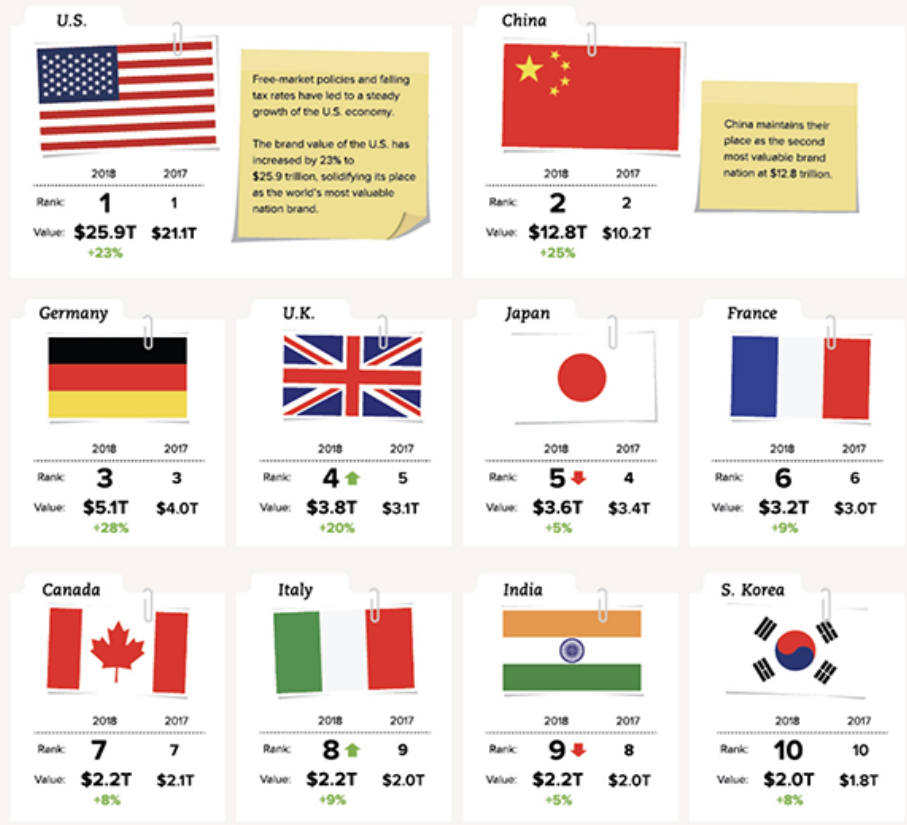 U.S.
Free-market policies and falling
tax rates have led to a steady
growth of the U.S. economy.
The brand value of the U.S. has
increased by 23% to
$25.9 trillion, solidifying its place
as the world's most valuable
nation brand.
2018 2017
Rank: 1 1
Value: $25.9T $21.1T
+23%
China
China maintains their
place as the second
most valuable brand
nation at $12.8 trillion.
2018 2017
Rank: 2 2
Value: $12.8T $10.2T
+25%
Germany
2018 2017
Rank: 3 3
Value: $5.1T $4.0T
+28%
U.K.
2018 2017
Rank: 4 5
Value: $3.8T $3.1T
+20%
Japan
2018 2017
Rank: 5 4
Value: $3.6T $3.4T
+5%
France
2018 2017
Rank: 6 6
Value: $3.2T $3.0T
+9%
Canada
2018 2017
Rank: 7 7
Value: $2.2T $2.1T
+8%
Italy
2018 2017
Rank: 8 9
Value: $2.2T $2.0T
+9%
India
2018 2017
Rank: 9 8
Value: $2.2T $2.0T
+5%
S. Korea
2018 2017
Rank: 10 10
Value: $2.0T $1.8T
+8%